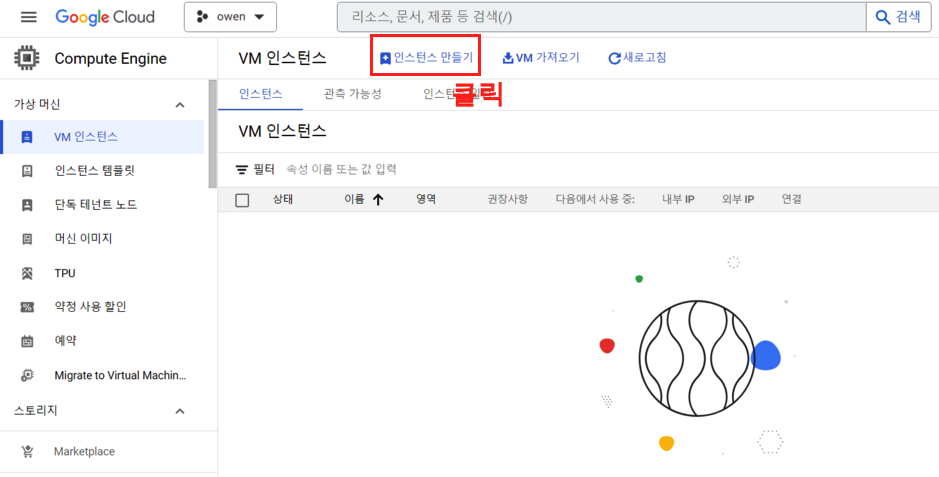 Google Cloud owen 리소스, 문서, 제품 등 검색(/) 검색
Compute Engine
VM 인스턴스 인스턴스 만들기 VM 가져오기 새로고침
클릭
가상 머신
인스턴스 관측 가능성 인스턴스
VM 인스턴스
VM 인스턴스
인스턴스 템플릿
필터 속성 이름 또는 값 입력
단독 테넌트 노드
상태 이름 영역 권장사항 다음에서 사용 중: 내부 IP 외부 IP 연결
머신 이미지
TPU
약정 사용 할인
예약
Migrate to Virtual Machin...
스토리지
Marketplace